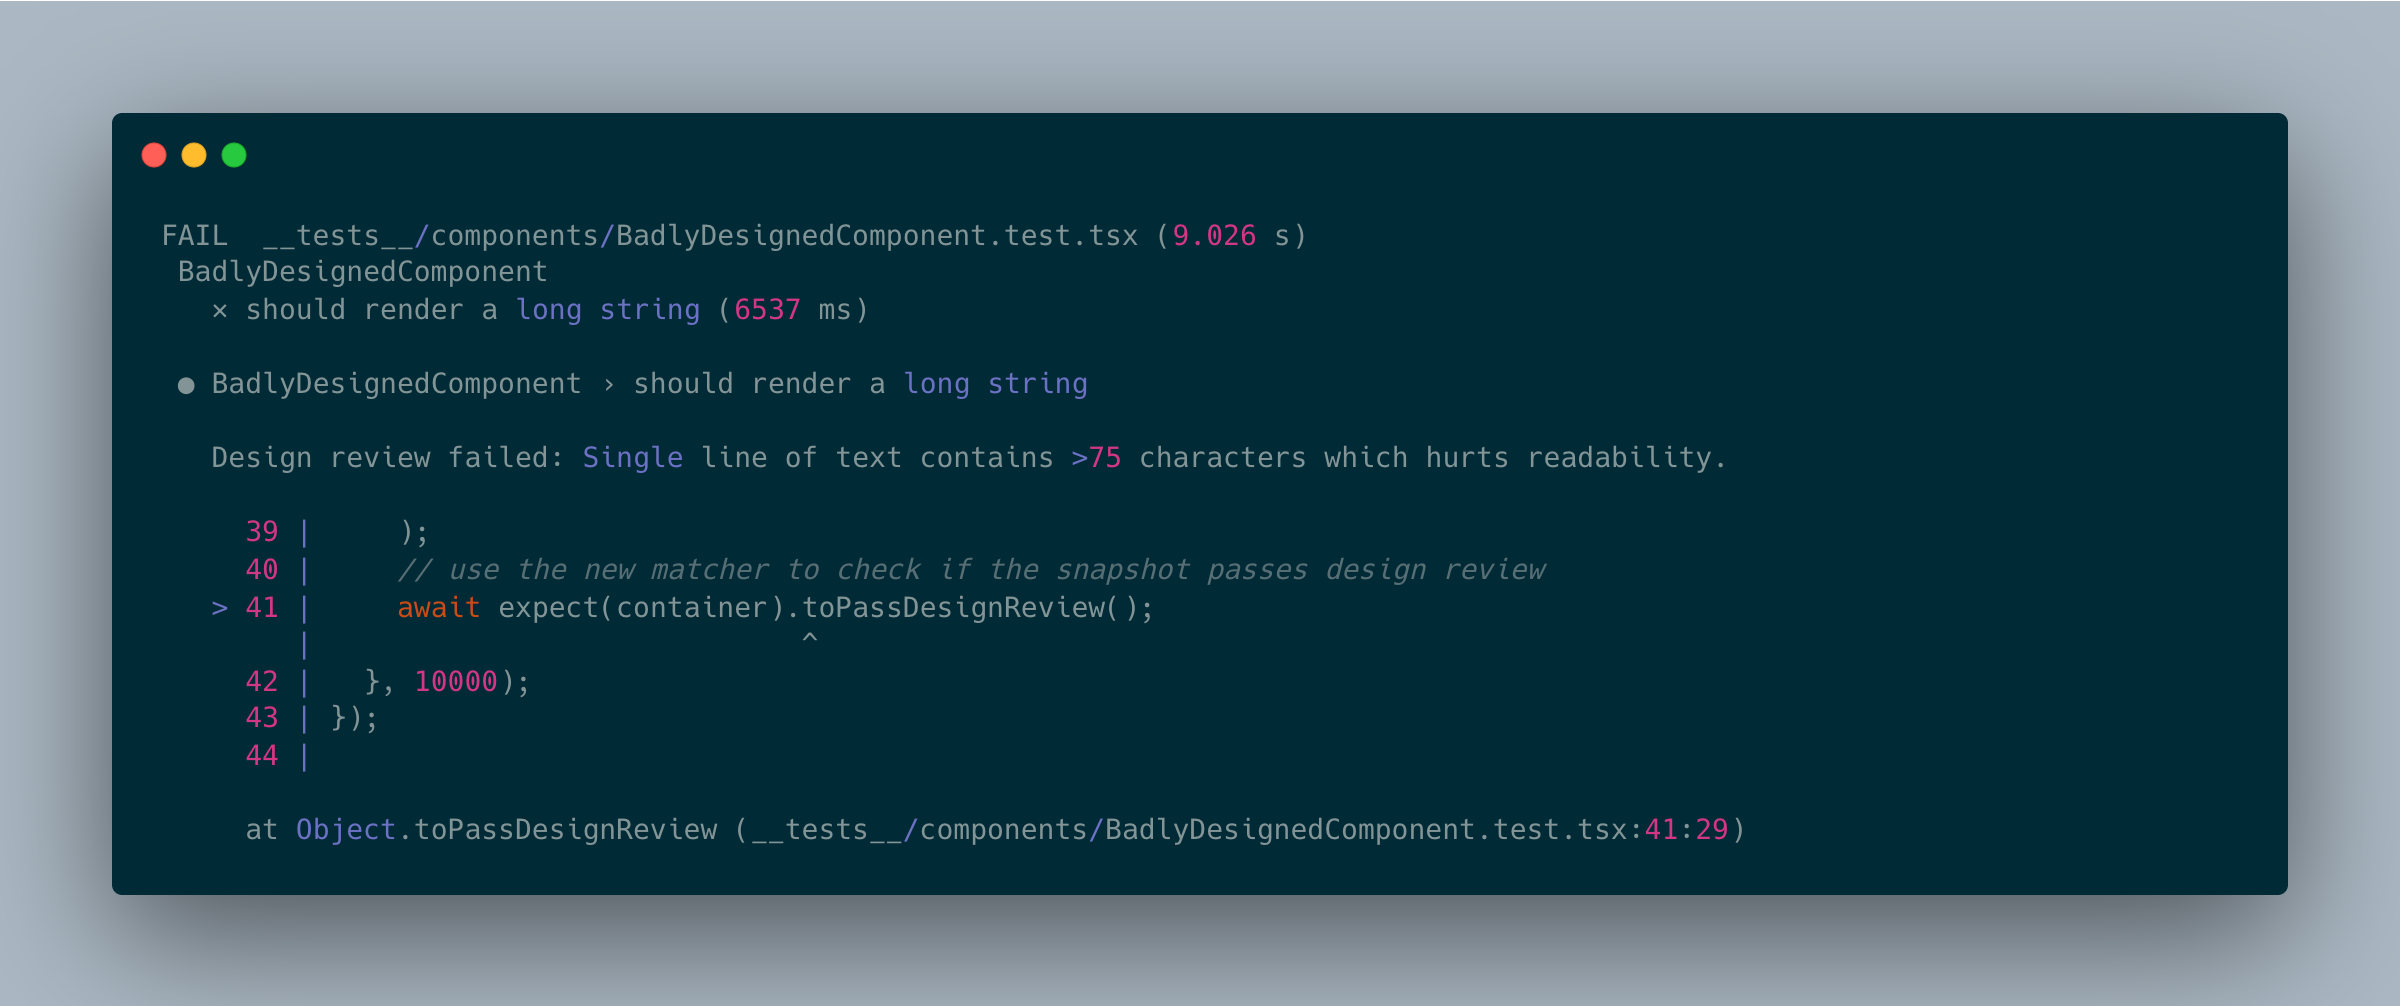 FAIL  __tests__/components/BadlyDesignedComponent.test.tsx (9.026 s)
 BadlyDesignedComponent
   × should render a long string (6537 ms)
 ● BadlyDesignedComponent › should render a long string
   Design review failed: Single line of text contains >75 characters which hurts readability.
     39 |     );
     40 |     // use the new matcher to check if the snapshot passes design review
   > 41 |     await expect(container).toPassDesignReview();
        |                             ^
     42 |   }, 10000);
     43 | });
     44 |
     at Object.toPassDesignReview (__tests__/components/BadlyDesignedComponent.test.tsx:41:29)